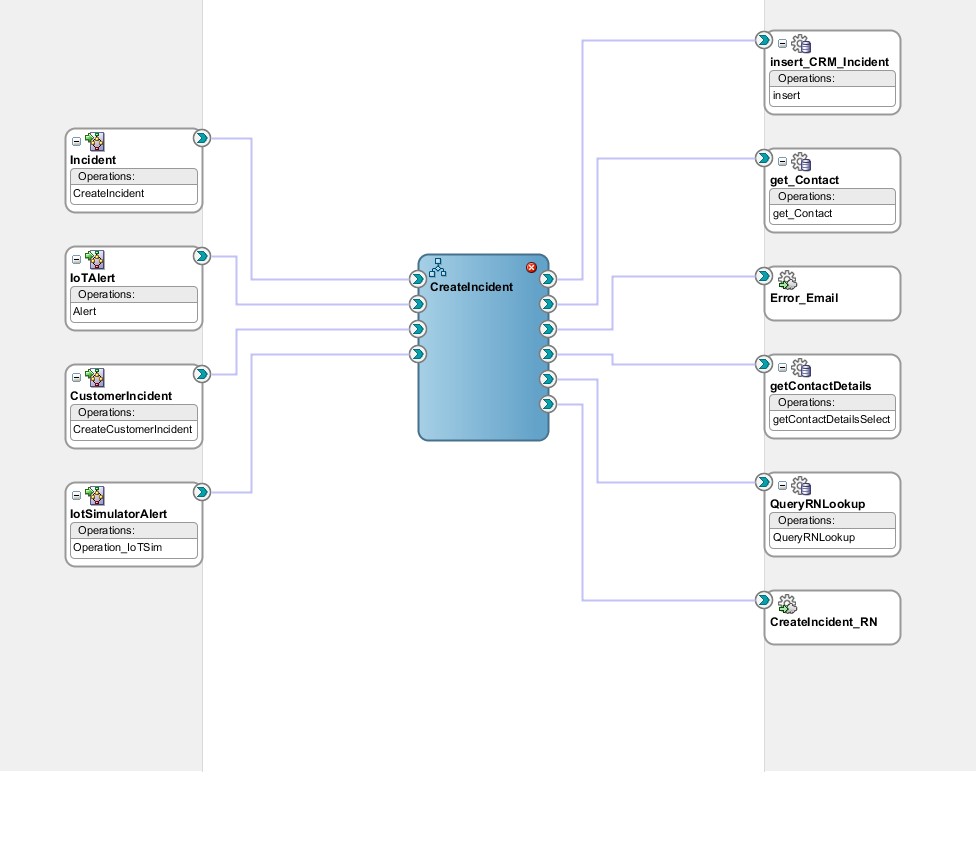 Incident
Operations:
CreateIncident
IoTAlert
Operations:
Alert
CustomerIncident
Operations:
CreateCustomerIncident
IotSimulatorAlert
Operations:
Operation_IoTSim
CreateIncident
insert_CRM_Incident
Operations:
insert
get_Contact
Operations:
get_Contact
Error_Email
getContactDetails
Operations:
getContactDetailsSelect
QueryRNLookup
Operations:
QueryRNLookup
CreateIncident_RN